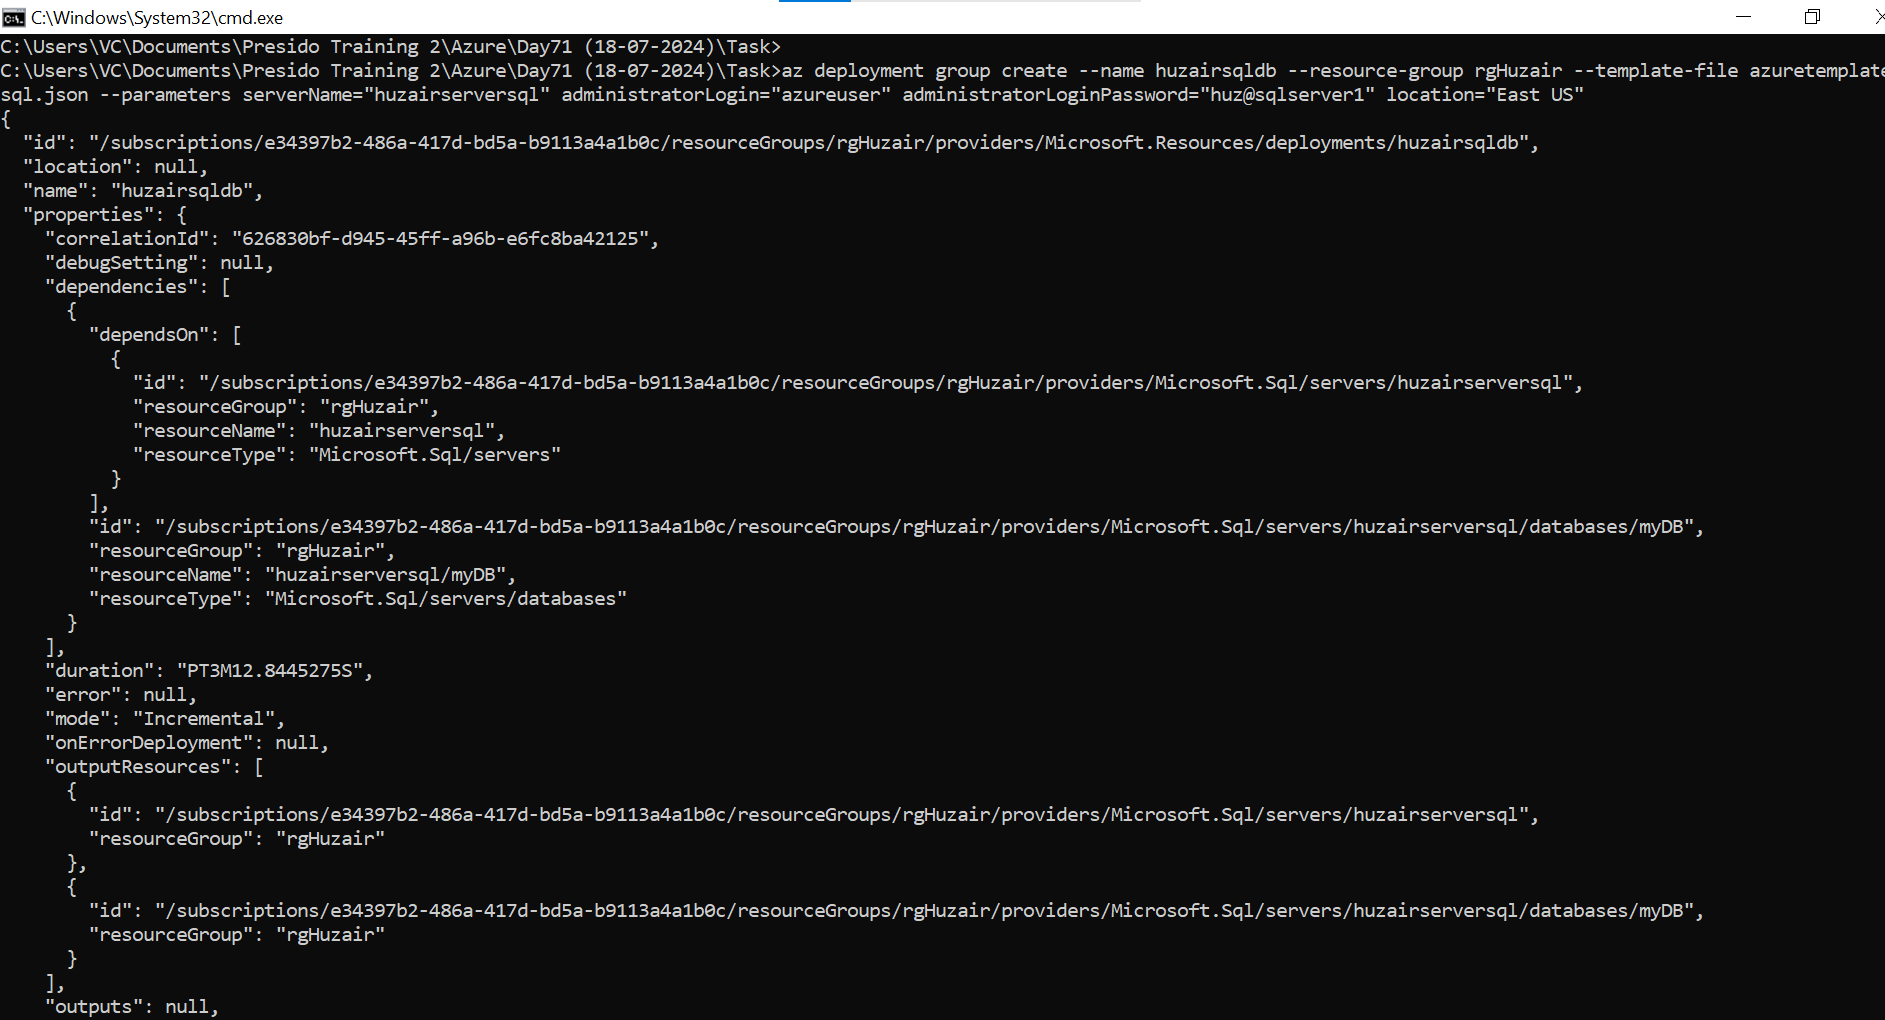 C:\Windows\System32\cmd.exe
C:\Users\VC\Documents\Presido Training 2\Azure\Day71 (18-07-2024)\Task>
C:\Users\VC\Documents\Presido Training 2\Azure\Day71 (18-07-2024)\Task>az deployment group create --name huzairsqldb --resource-group rgHuzair --template-file azuretemplate
sql.json --parameters serverName="huzairserversql" administratorLogin="azureuser" administratorLoginPassword="huz@sqlserver1" location="East US"
{
  "id": "/subscriptions/e34397b2-486a-417d-bd5a-b9113a4a1b0c/resourceGroups/rgHuzair/providers/Microsoft.Resources/deployments/huzairsqldb",
  "location": null,
  "name": "huzairsqldb",
  "properties": {
    "correlationId": "626830bf-d945-45ff-a96b-e6fc8ba42125",
    "debugSetting": null,
    "dependencies": [
      {
        "dependsOn": [
          {
            "id": "/subscriptions/e34397b2-486a-417d-bd5a-b9113a4a1b0c/resourceGroups/rgHuzair/providers/Microsoft.Sql/servers/huzairserversql",
            "resourceGroup": "rgHuzair",
            "resourceName": "huzairserversql",
            "resourceType": "Microsoft.Sql/servers"
          }
        ],
        "id": "/subscriptions/e34397b2-486a-417d-bd5a-b9113a4a1b0c/resourceGroups/rgHuzair/providers/Microsoft.Sql/servers/huzairserversql/databases/myDB",
        "resourceGroup": "rgHuzair",
        "resourceName": "huzairserversql/myDB",
        "resourceType": "Microsoft.Sql/servers/databases"
      }
    ],
    "duration": "PT3M12.8445275S",
    "error": null,
    "mode": "Incremental",
    "onErrorDeployment": null,
    "outputResources": [
      {
        "id": "/subscriptions/e34397b2-486a-417d-bd5a-b9113a4a1b0c/resourceGroups/rgHuzair/providers/Microsoft.Sql/servers/huzairserversql",
        "resourceGroup": "rgHuzair"
      },
      {
        "id": "/subscriptions/e34397b2-486a-417d-bd5a-b9113a4a1b0c/resourceGroups/rgHuzair/providers/Microsoft.Sql/servers/huzairserversql/databases/myDB",
        "resourceGroup": "rgHuzair"
      }
    ],
    "outputs": null,